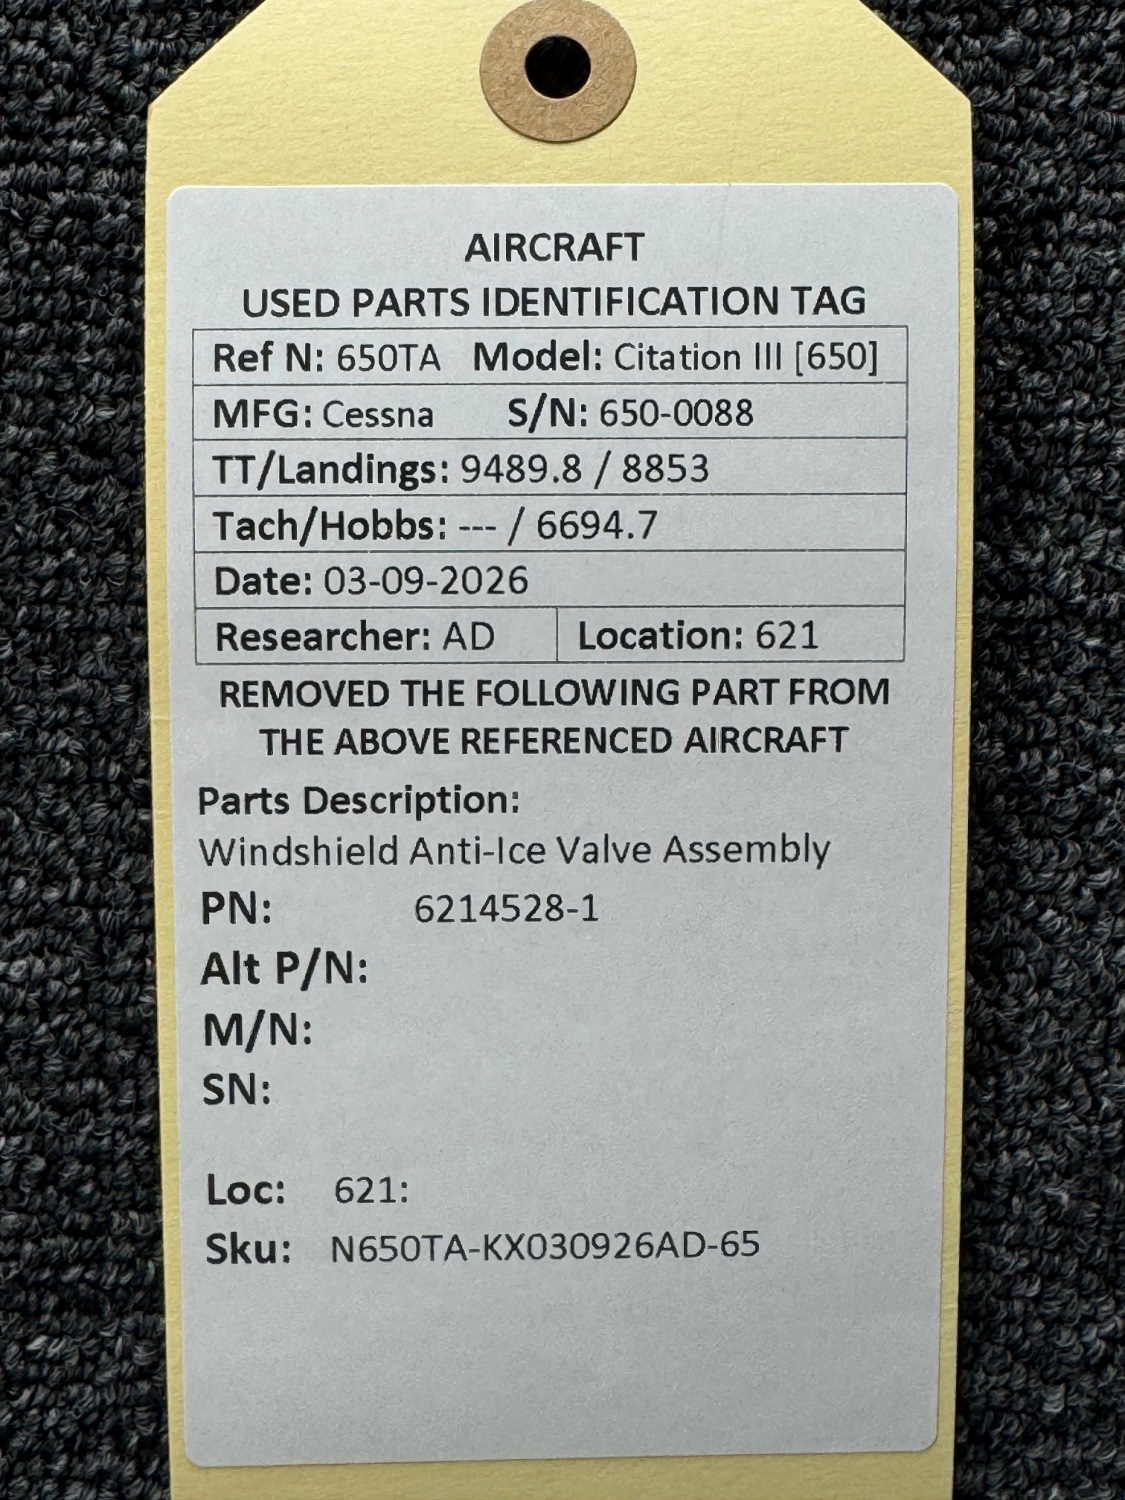 AIRCRAFT
USED PARTS IDENTIFICATION TAG
Ref N: 650TA Model: Citation III [650]
MFG: Cessna S/N: 650-0088
TT/Landings: 9489.8 / 8853
Tach/Hobbs: --- / 6694.7
Date: 03-09-2026
Researcher: AD Location: 621
REMOVED THE FOLLOWING PART FROM
THE ABOVE REFERENCED AIRCRAFT
Parts Description:
Windshield Anti-Ice Valve Assembly
PN: 6214528-1
Alt P/N:
M/N:
SN:
Loc: 621:
Sku: N650TA-KX030926AD-65